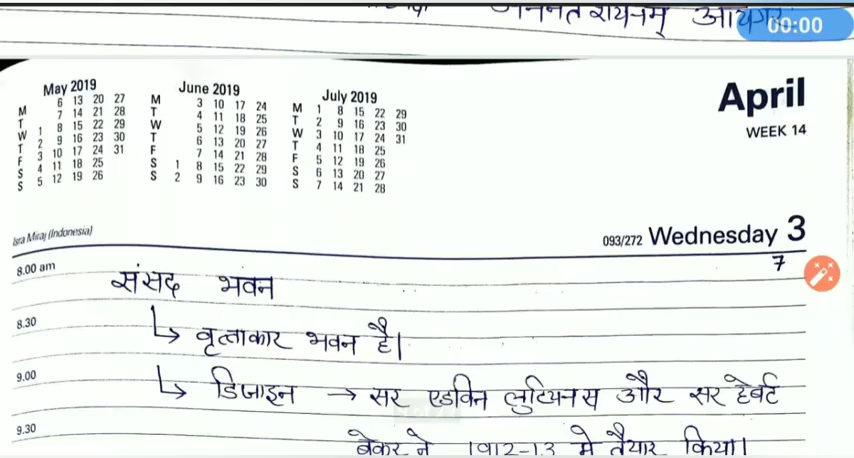 अनन्तशयनम् आयंगर
00:00
May 2019
M 6 13 20 27
T 7 14 21 28
W 1 8 15 22 29
T 2 9 16 23 30
F 3 10 17 24 31
S 4 11 18 25
S 5 12 19 26
June 2019
M 3 10 17 24
T 4 11 18 25
W 5 12 19 26
T 6 13 20 27
F 7 14 21 28
S 1 8 15 22 29
S 2 9 16 23 30
July 2019
M 1 8 15 22 29
T 2 9 16 23 30
W 3 10 17 24 31
T 4 11 18 25
F 5 12 19 26
S 6 13 20 27
S 7 14 21 28
April
WEEK 14
Isra Miraj (Indonesia)
093/272 Wednesday 3
7
8.00 am संसद भवन
8.30 ↳ वृत्ताकार भवन है।
9.00 ↳ डिजाइन → सर एडविन लुटियनस और सर हेर्बट
9.30 बेकर ने 1912-13 मे तैयार किया।